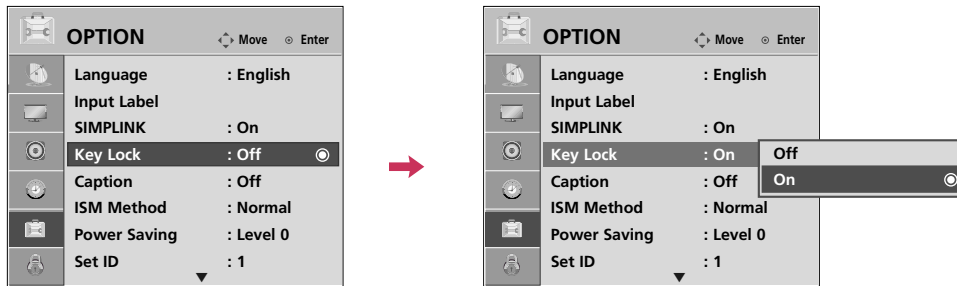 OPTION Move Enter
Language : English
Input Label
SIMPLINK : On
Key Lock : Off
Caption : Off
ISM Method : Normal
Power Saving : Level 0
Set ID : 1
OPTION Move Enter
Language : English
Input Label
SIMPLINK : On
Key Lock : On
Off
On
Caption : Off
ISM Method : Normal
Power Saving : Level 0
Set ID : 1